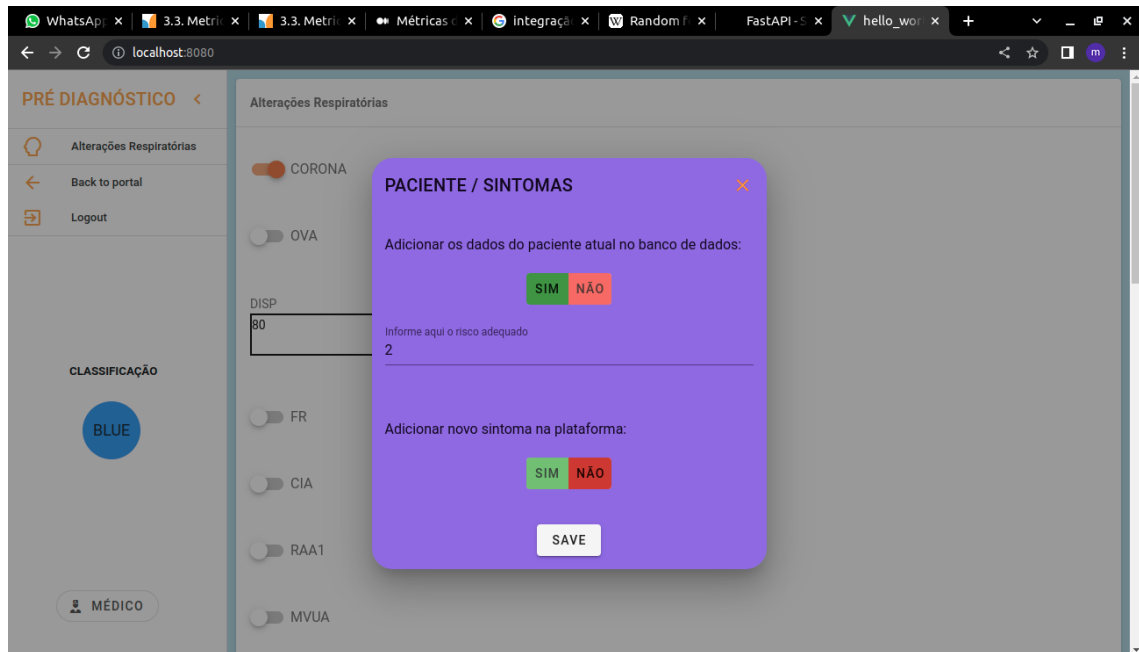 WhatsApp
3.3. Metric
3.3. Metric
Métricas d
integração
Random f
FastAPI - S
hello_wor
localhost:8080
m
PRÉ DIAGNÓSTICO
Alterações Respiratórias
Back to portal
Logout
CLASSIFICAÇÃO
BLUE
MÉDICO
Alterações Respiratórias
CORONA
OVA
DISP
80
FR
CIA
RAA1
MVUA
PACIENTE / SINTOMAS
Adicionar os dados do paciente atual no banco de dados:
SIM NÃO
Informe aqui o risco adequado
2
Adicionar novo sintoma na plataforma:
SIM NÃO
SAVE